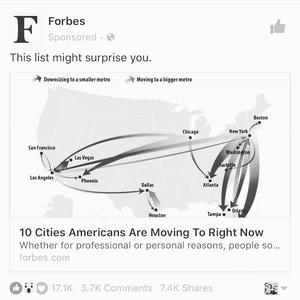 Forbes
Sponsored ·
This list might surprise you.
Downsizing to a smaller metro
Moving to a bigger metro
Boston
Chicago
New York
San Francisco
Washington
Las Vegas
Charlotte
Los Angeles
Phoenix
Atlanta
Dallas
Houston
Tampa
Orlan
10 Cities Americans Are Moving To Right Now
Whether for professional or personal reasons, people so...
forbes.com
17.1K 3.7K Comments 7.4K Shares